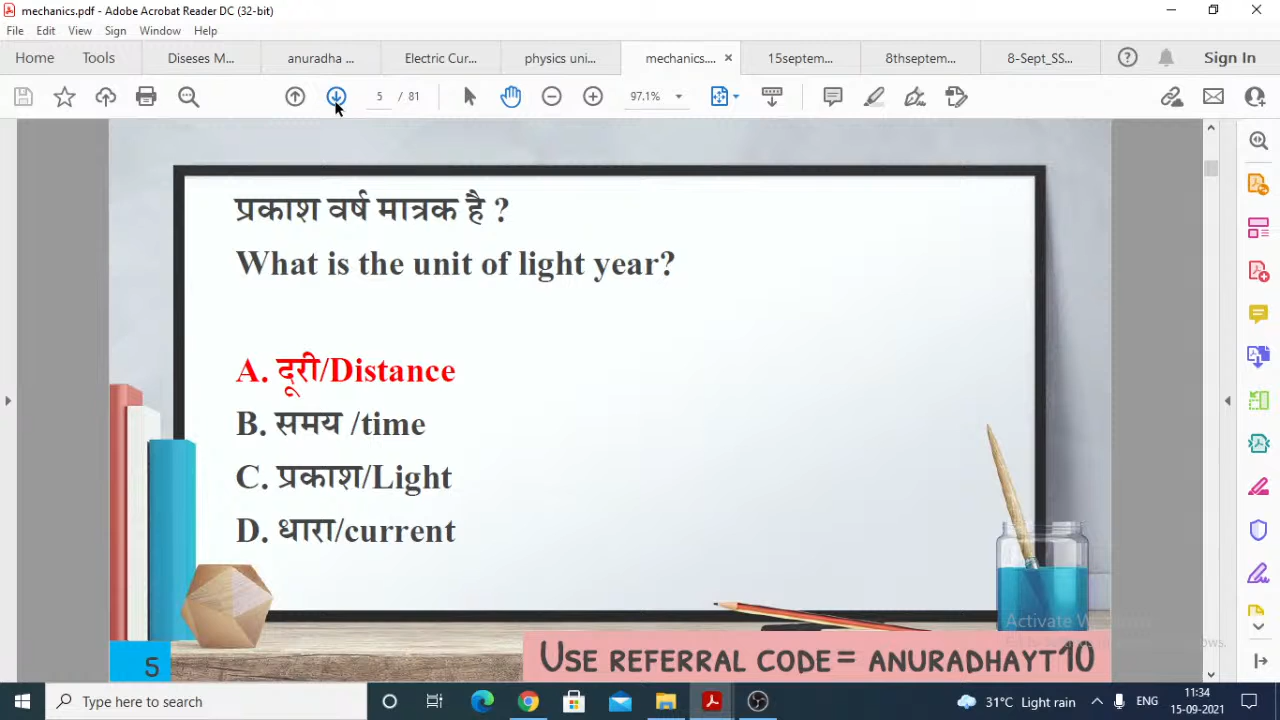 mechanics.pdf - Adobe Acrobat Reader DC (32-bit)
File Edit View Sign Window Help
Home Tools Diseses M... anuradha ... Electric Cur... physics uni... mechanics.... 15septem... 8thseptem... 8-Sept_SS... Sign In
5 / 81 97.1%
प्रकाश वर्ष मात्रक है ?
What is the unit of light year?
A. दूरी/Distance
B. समय /time
C. प्रकाश/Light
D. धारा/current
Activate Windows
5
USE REFERRAL CODE= ANURADHAYT10
Type here to search
31°C Light rain ENG 11:34
15-09-2021